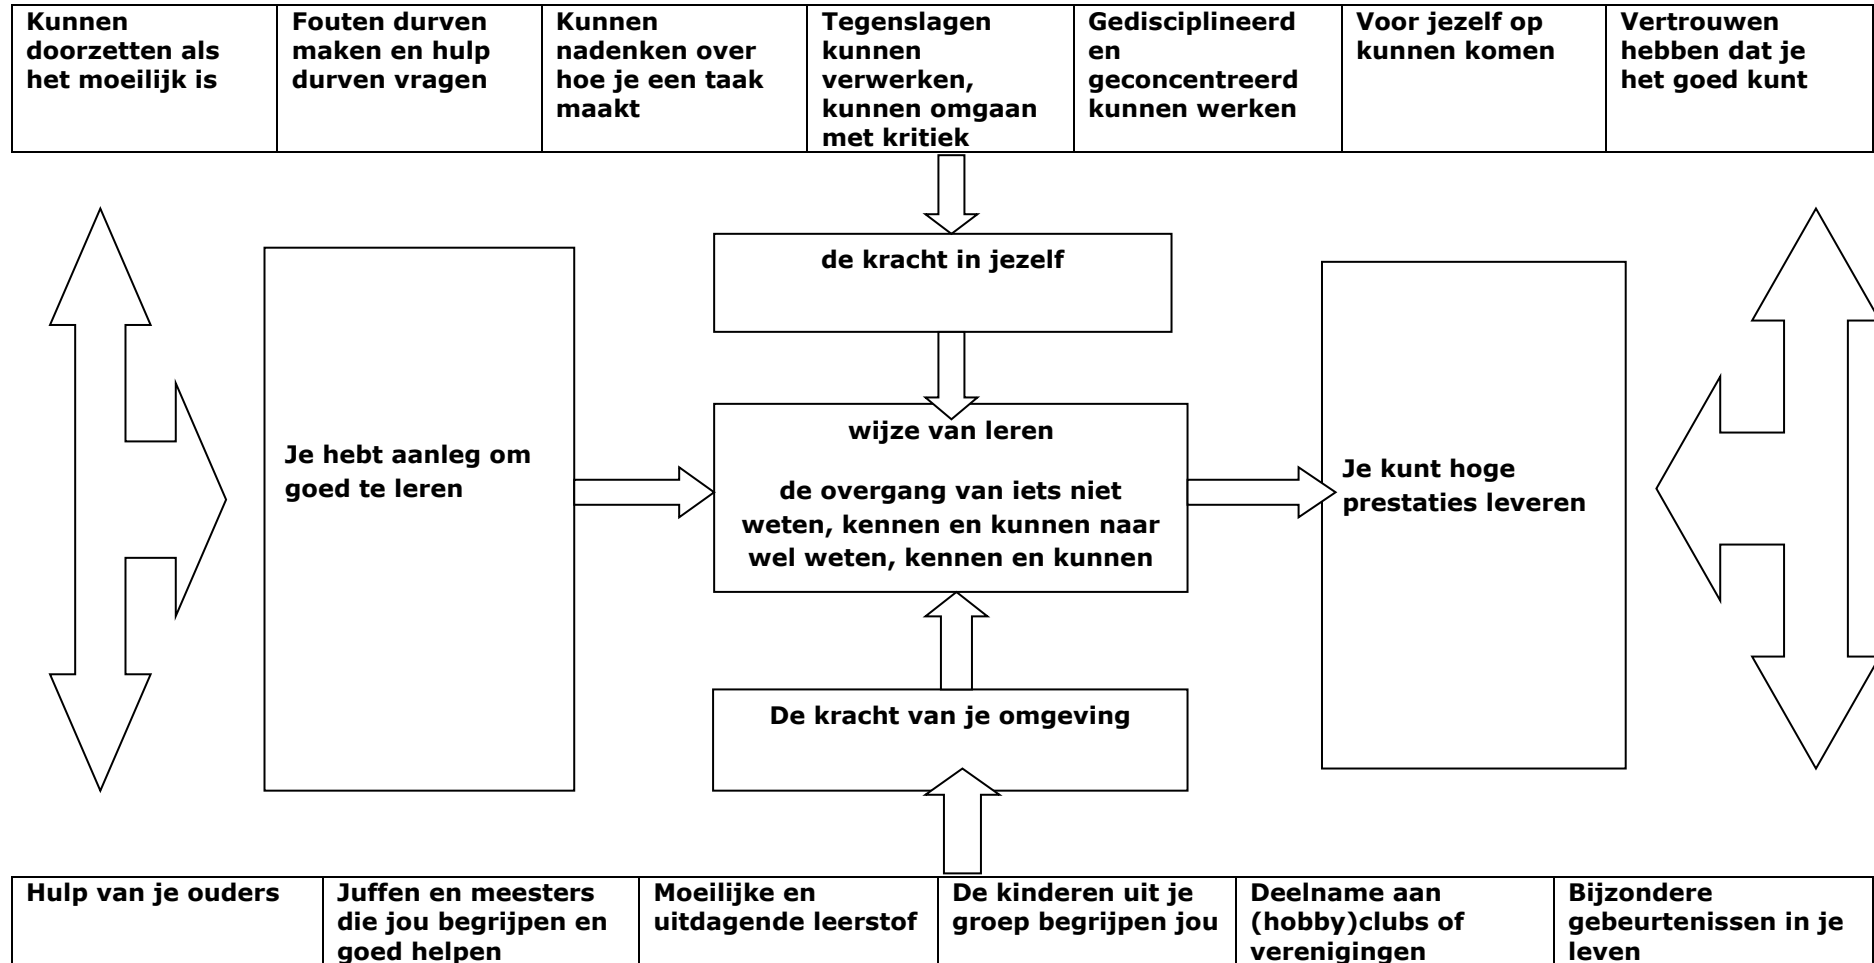 Kunnen
doorzetten als
het moeilijk is
Fouten durven
maken en hulp
durven vragen
Kunnen
nadenken over
hoe je een taak
maakt
Tegenslagen
kunnen
verwerken,
kunnen omgaan
met kritiek
Gedisciplineerd
en
geconcentreerd
kunnen werken
Voor jezelf op
kunnen komen
Vertrouwen
hebben dat je
het goed kunt
de kracht in jezelf
Je hebt aanleg om
goed te leren
wijze van leren
de overgang van iets niet
weten, kennen en kunnen naar
wel weten, kennen en kunnen
Je kunt hoge
prestaties leveren
De kracht van je omgeving
Hulp van je ouders
Juffen en meesters
die jou begrijpen en
goed helpen
Moeilijke en
uitdagende leerstof
De kinderen uit je
groep begrijpen jou
Deelname aan
(hobby)clubs of
verenigingen
Bijzondere
gebeurtenissen in je
leven